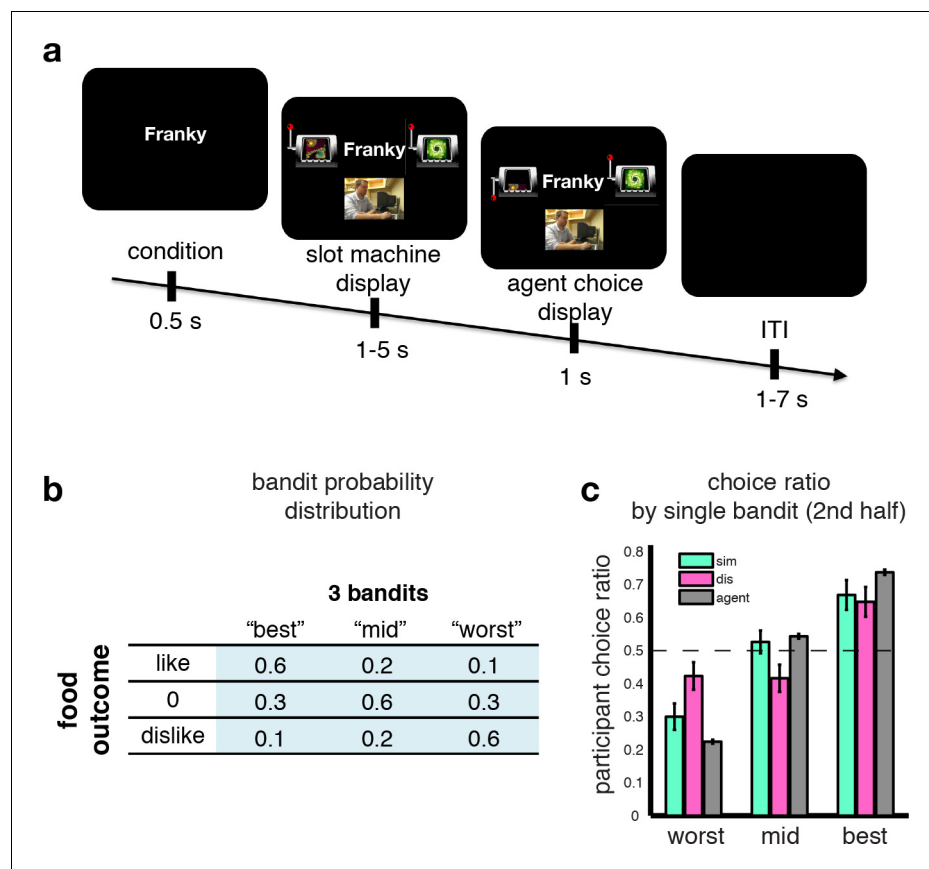 a
Franky
Franky
Franky
condition
slot machine
display
agent choice
display
ITI
0.5 s
1-5 s
1 s
1-7 s
b
bandit probability
distribution
3 bandits
"best" "mid" "worst"
food
outcome
like 0.6 0.2 0.1
0 0.3 0.6 0.3
dislike 0.1 0.2 0.6
c
choice ratio
by single bandit (2nd half)
participant choice ratio
0.8
0.7
0.6
0.5
0.4
0.3
0.2
0.1
0
sim
dis
agent
worst mid best